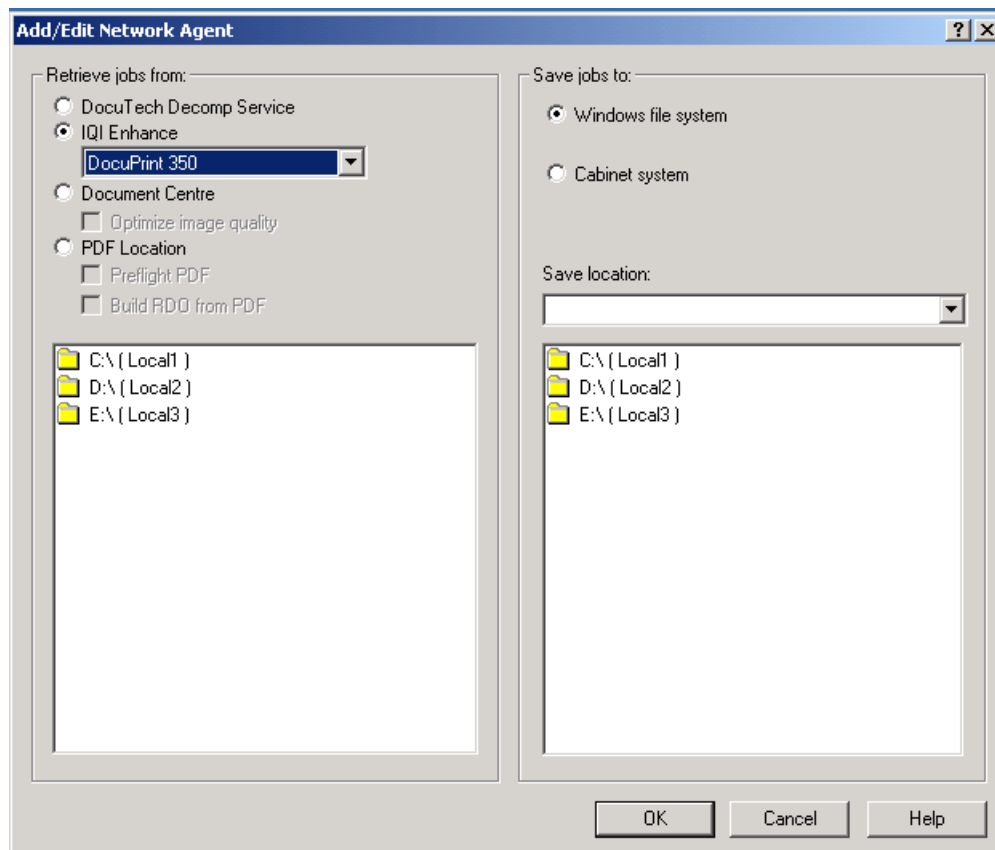 Add/Edit Network Agent
Retrieve jobs from:
DocuTech Decomp Service
IQI Enhance
DocuPrint 350
Document Centre
Optimize image quality
PDF Location
Preflight PDF
Build RDO from PDF
C:\ ( Local1 )
D:\ ( Local2 )
E:\ ( Local3 )
Save jobs to:
Windows file system
Cabinet system
Save location:
C:\ ( Local1 )
D:\ ( Local2 )
E:\ ( Local3 )
OK Cancel Help